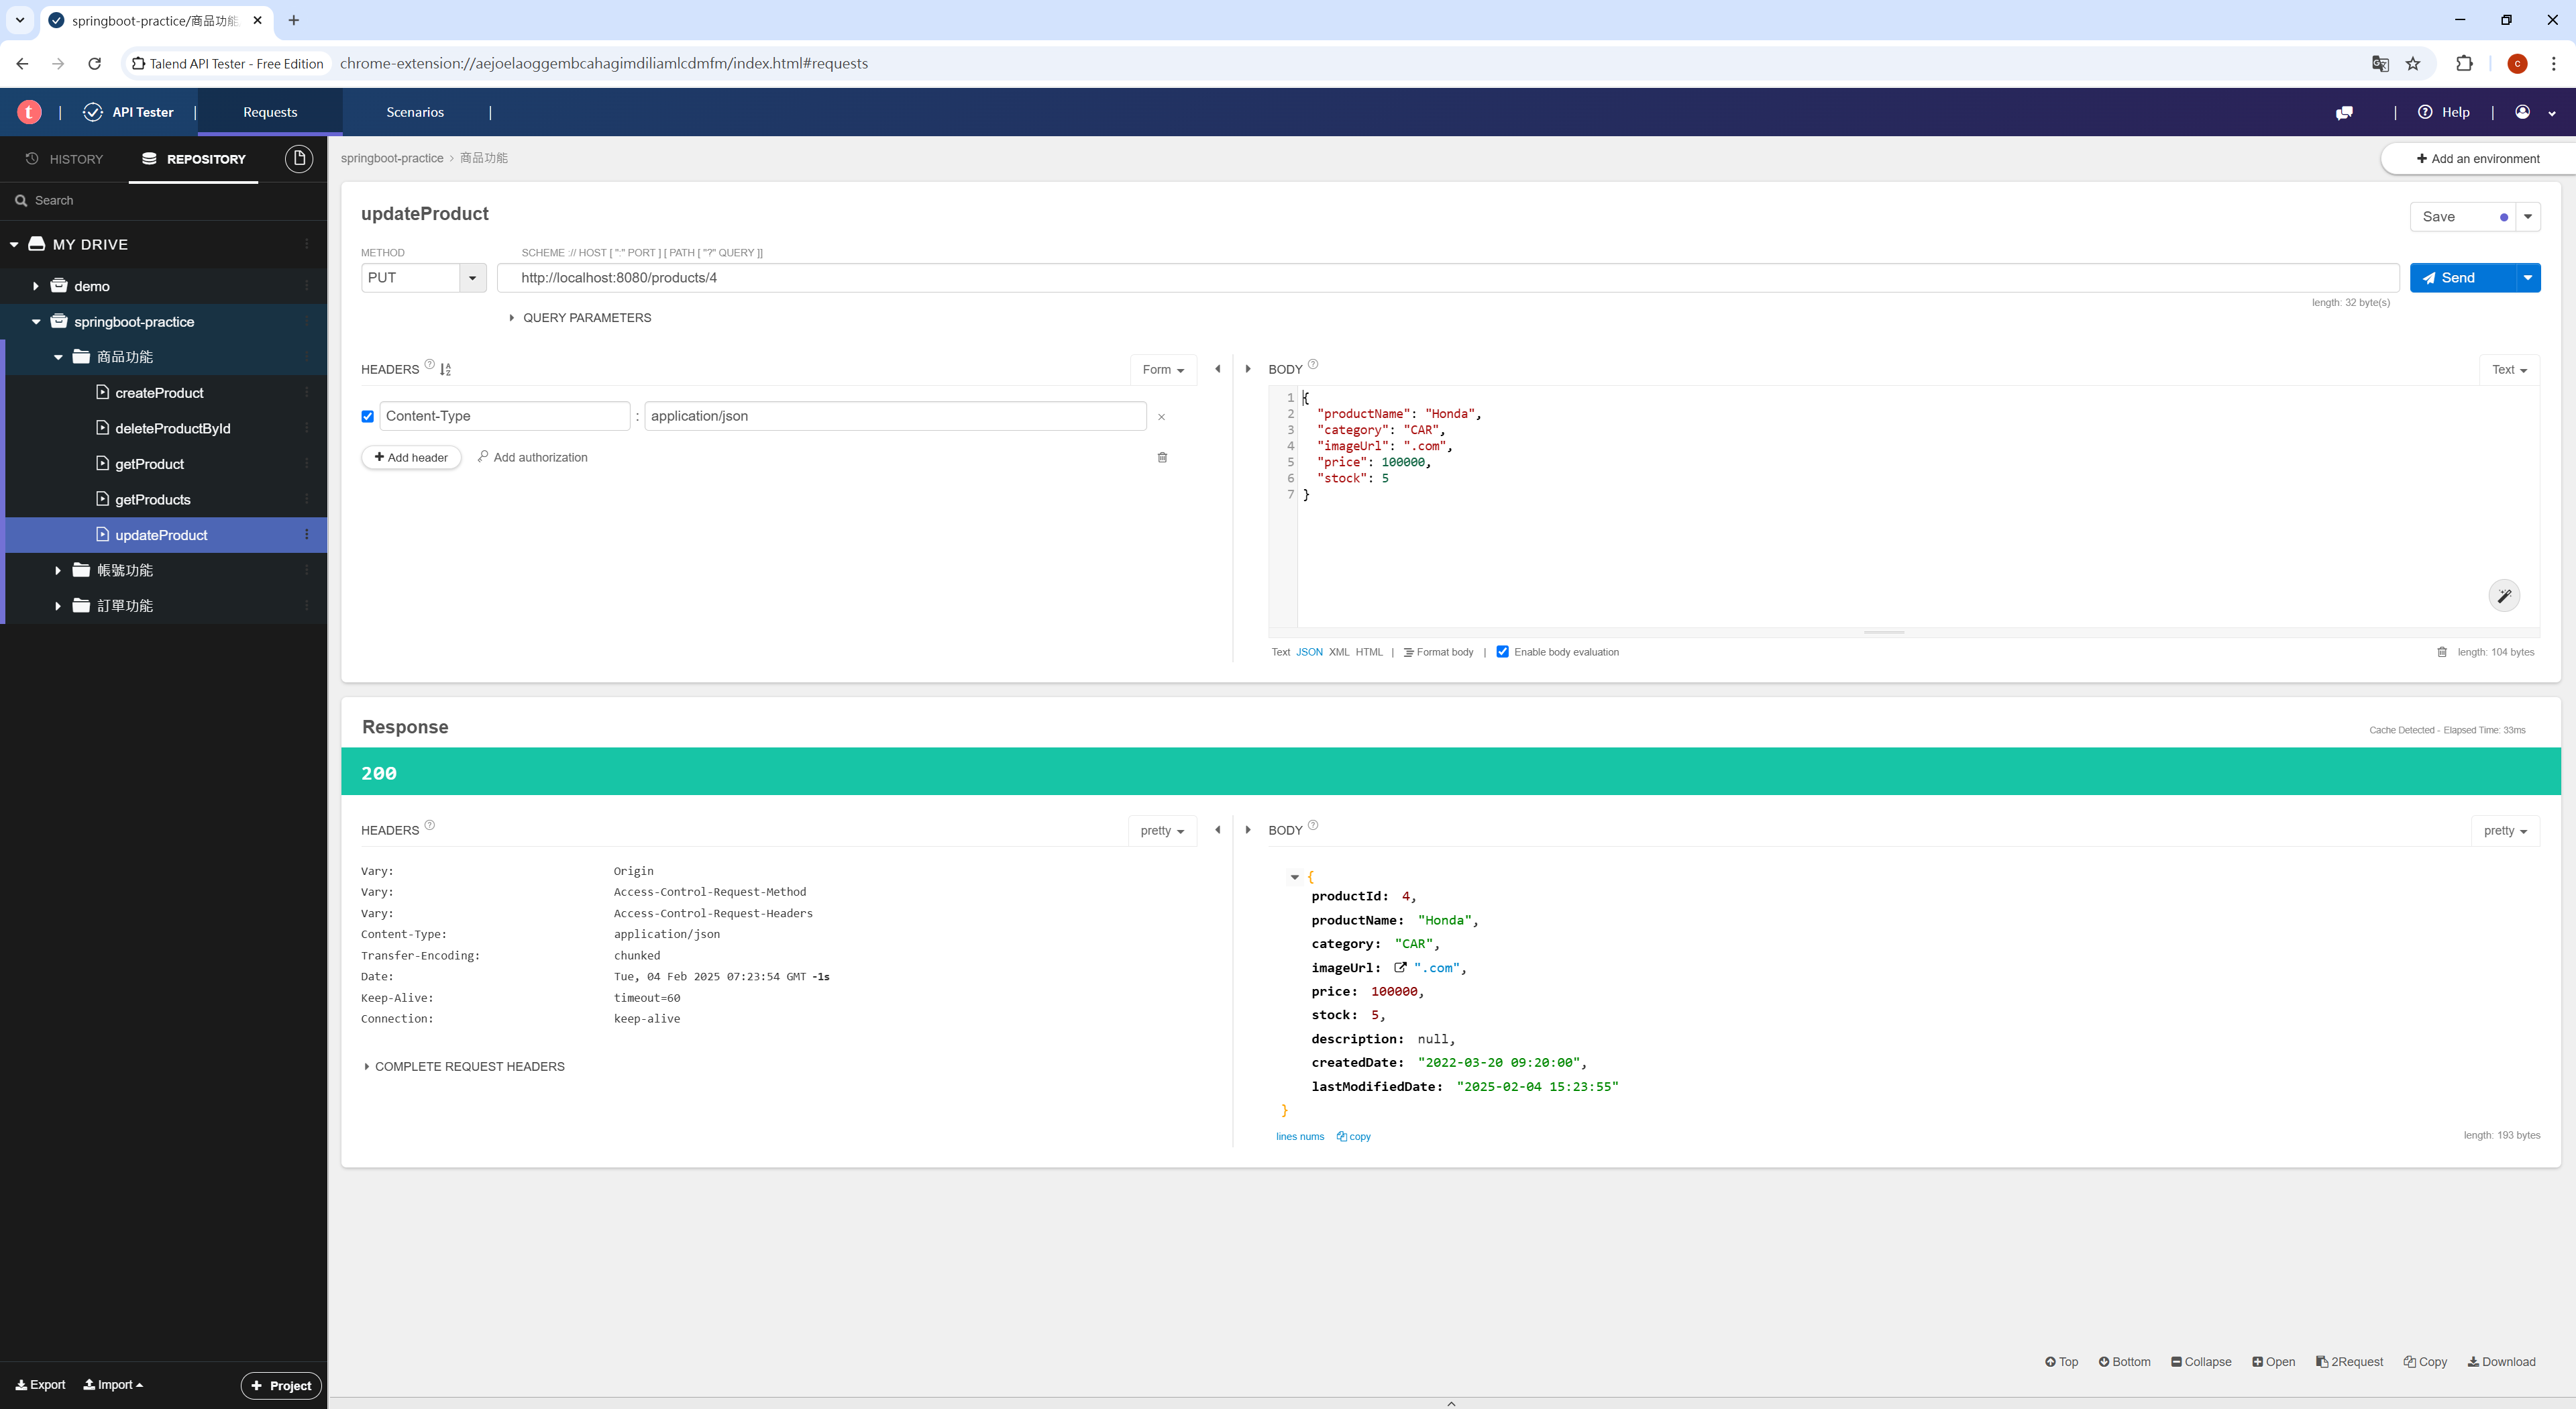 springboot-practice/商品功能
Talend API Tester - Free Edition
chrome-extension://aejoelaoggembcahagimdiliamlcdmfm/index.html#requests
c
t | API Tester | Requests Scenarios |
| Help |
HISTORY REPOSITORY
Search
MY DRIVE
demo
springboot-practice
商品功能
createProduct
deleteProductById
getProduct
getProducts
updateProduct
帳號功能
訂單功能
Export Import + Project
springboot-practice › 商品功能
+ Add an environment
updateProduct
Save
METHOD SCHEME :// HOST [ ":" PORT ] [ PATH [ "?" QUERY ]]
PUT http://localhost:8080/products/4 Send
length: 32 byte(s)
QUERY PARAMETERS
HEADERS ? Form
Content-Type : application/json ×
+ Add header Add authorization
BODY ? Text
1 {
2 "productName": "Honda",
3 "category": "CAR",
4 "imageUrl": ".com",
5 "price": 100000,
6 "stock": 5
7 }
Text JSON XML HTML | Format body | Enable body evaluation length: 104 bytes
Response
Cache Detected - Elapsed Time: 33ms
200
HEADERS ? pretty
Vary: Origin
Vary: Access-Control-Request-Method
Vary: Access-Control-Request-Headers
Content-Type: application/json
Transfer-Encoding: chunked
Date: Tue, 04 Feb 2025 07:23:54 GMT -1s
Keep-Alive: timeout=60
Connection: keep-alive
COMPLETE REQUEST HEADERS
BODY ? pretty
{
productId: 4,
productName: "Honda",
category: "CAR",
imageUrl: ".com",
price: 100000,
stock: 5,
description: null,
createdDate: "2022-03-20 09:20:00",
lastModifiedDate: "2025-02-04 15:23:55"
}
lines nums copy length: 193 bytes
Top Bottom Collapse Open 2Request Copy Download